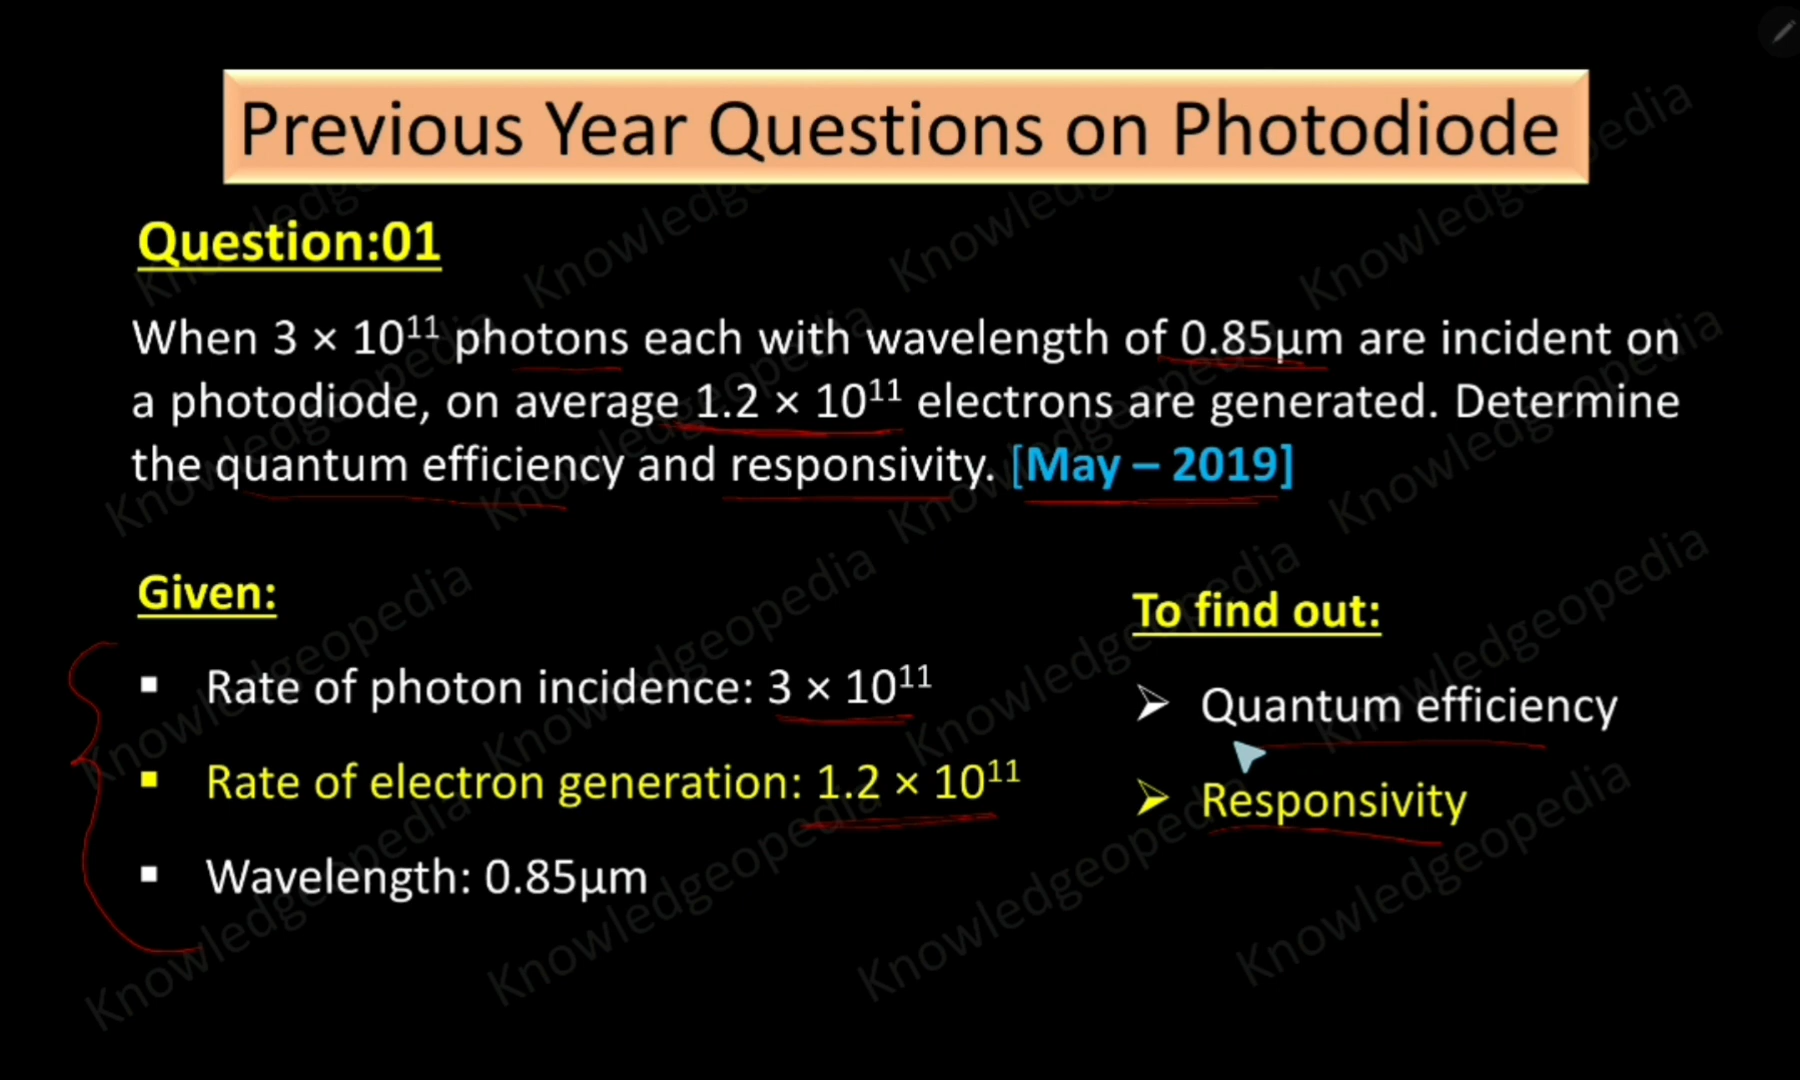 Previous Year Questions on Photodiode
Question:01
When 3 × 10¹¹ photons each with wavelength of 0.85µm are incident on
a photodiode, on average 1.2 × 10¹¹ electrons are generated. Determine
the quantum efficiency and responsivity. [May – 2019]
Given:
▪ Rate of photon incidence: 3 × 10¹¹
▪ Rate of electron generation: 1.2 × 10¹¹
▪ Wavelength: 0.85µm
To find out:
➢ Quantum efficiency
➢ Responsivity
Knowledgeopedia